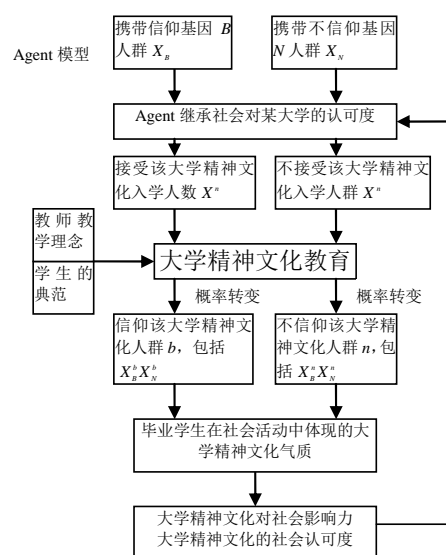 Agent 模型
携带信仰基因 B
人群 X_B
携带不信仰基因
N 人群 X_N
Agent 继承社会对某大学的认可度
接受该大学精神文
化入学人数 Xⁿ
不接受该大学精神文
化入学人群 Xⁿ
教师教
学理念
学生的
典范
大学精神文化教育
概率转变
概率转变
信仰该大学精神文
化人群 b，包括
X_B^b X_N^b
不信仰该大学精
神文化人群 n，包
括 X_B^n X_N^n
毕业学生在社会活动中体现的大
学精神文化气质
大学精神文化对社会影响力
大学精神文化的社会认可度